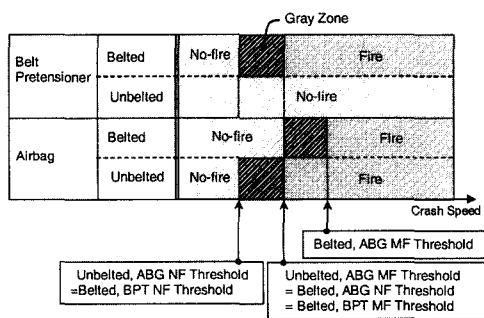 Gray Zone
Belt
Pretensioner
Belted
No-fire
Fire
Unbelted
No-fire
Airbag
Belted
No-fire
Fire
Unbelted
No-fire
Fire
Crash Speed
Belted, ABG MF Threshold
Unbelted, ABG NF Threshold
=Belted, BPT NF Threshold
Unbelted, ABG MF Threshold
= Belted, ABG NF Threshold
= Belted, BPT MF Threshold